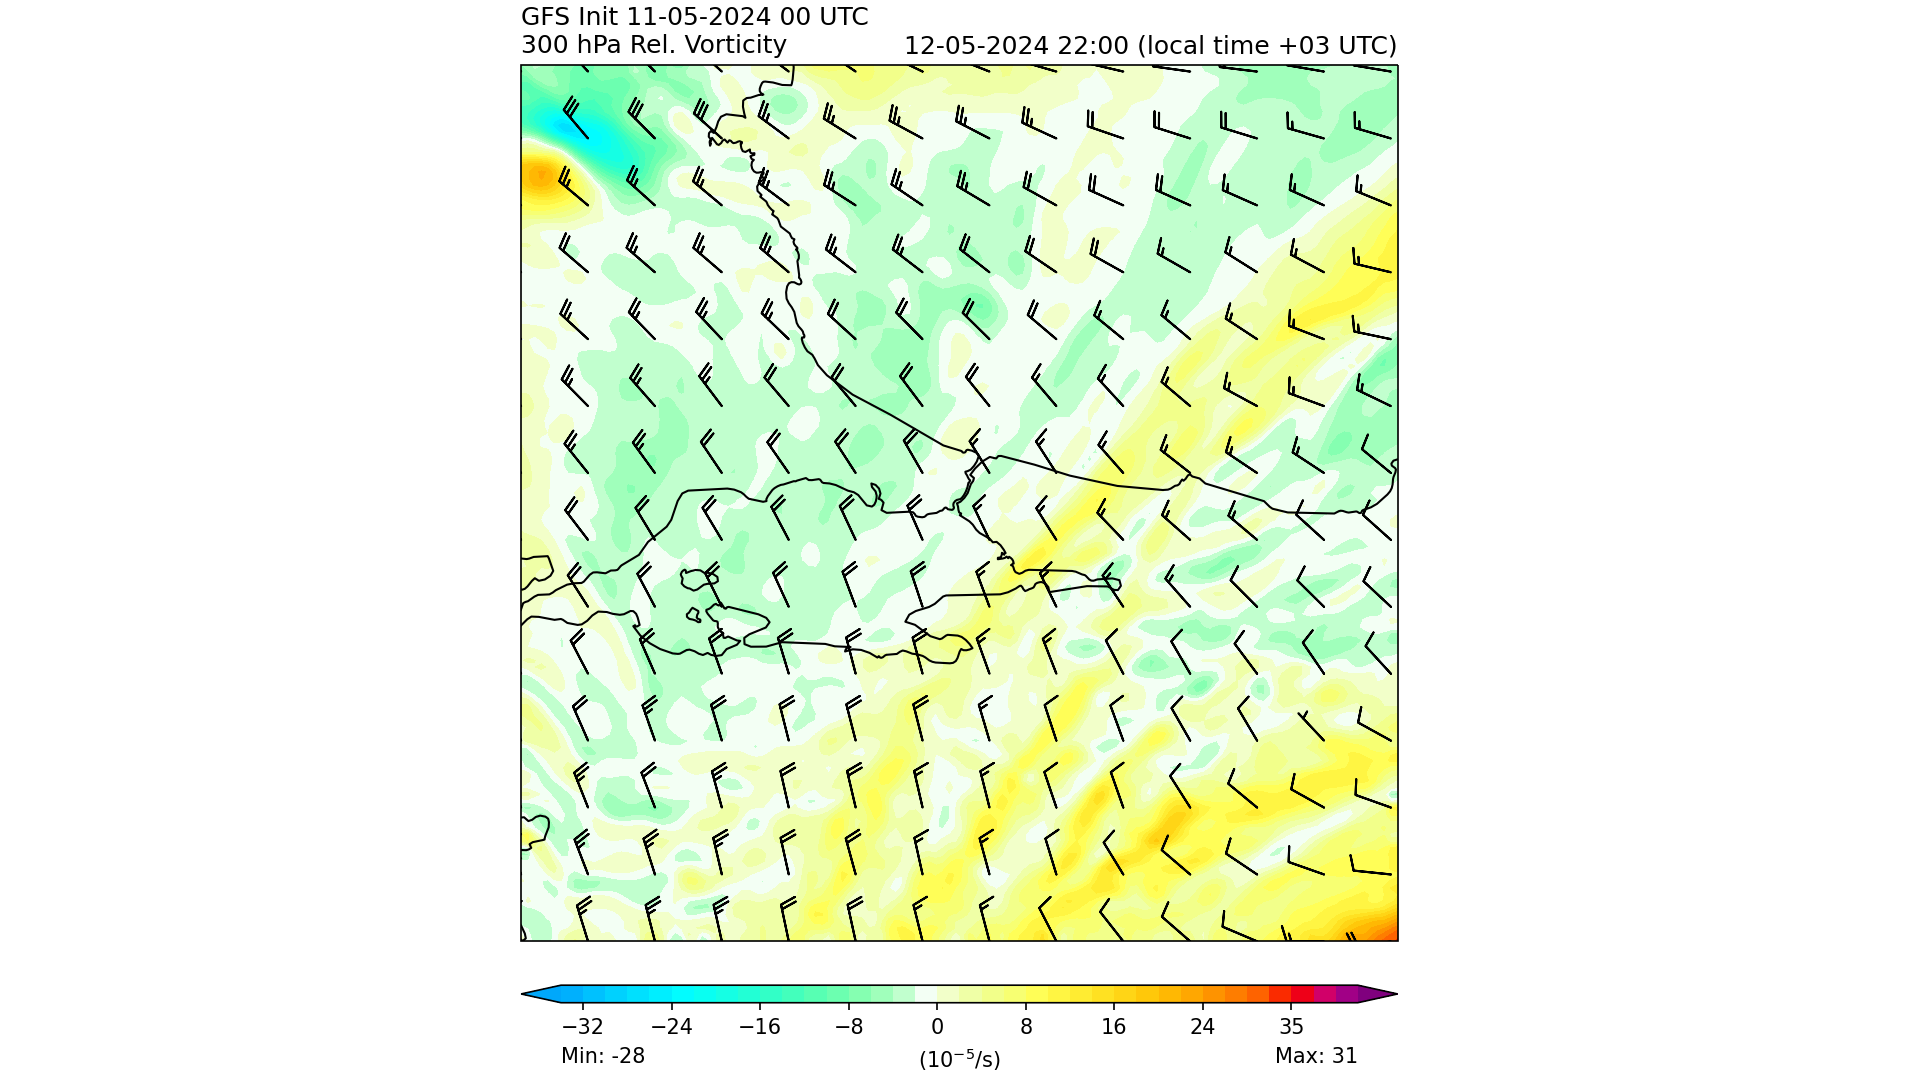 GFS Init 11-05-2024 00 UTC
300 hPa Rel. Vorticity
12-05-2024 22:00 (local time +03 UTC)
−32 −24 −16 −8 0 8 16 24 35
Min: -28 (10⁻⁵/s) Max: 31